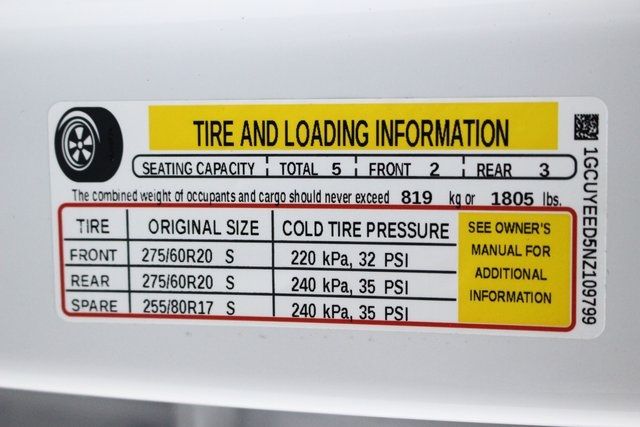 TIRE AND LOADING INFORMATION
SEATING CAPACITY TOTAL 5 FRONT 2 REAR 3
The combined weight of occupants and cargo should never exceed 819 kg or 1805 lbs.
TIRE ORIGINAL SIZE COLD TIRE PRESSURE
FRONT 275/60R20 S 220 kPa, 32 PSI
REAR 275/60R20 S 240 kPa, 35 PSI
SPARE 255/80R17 S 240 kPa, 35 PSI
SEE OWNER'S
MANUAL FOR
ADDITIONAL
INFORMATION
1GCUYEED5NZ109799